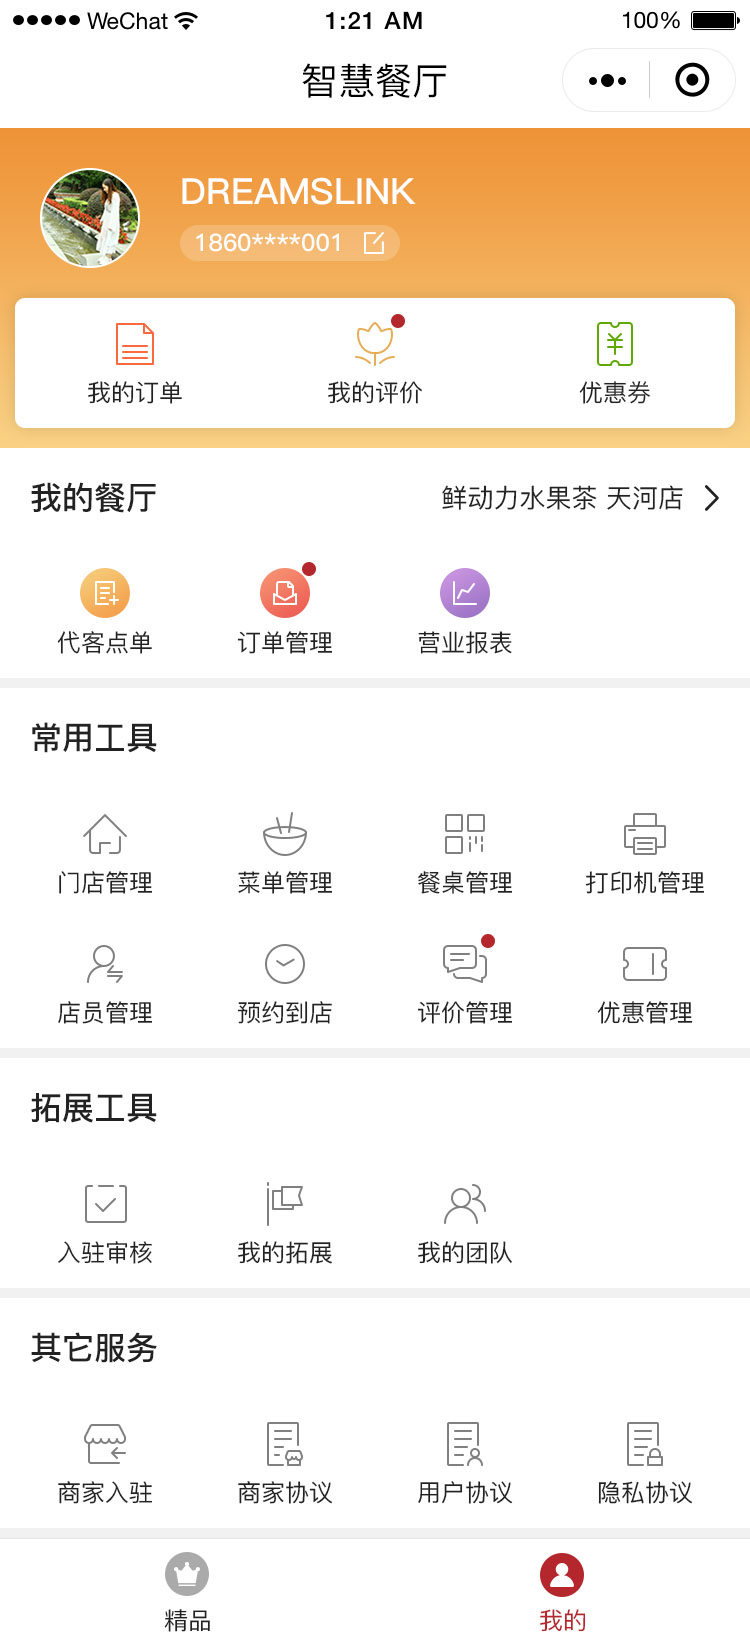 WeChat 1:21 AM 100%
智慧餐厅
DREAMSLINK
1860****001
我的订单 我的评价 优惠券
我的餐厅 鲜动力水果茶 天河店
代客点单 订单管理 营业报表
常用工具
门店管理 菜单管理 餐桌管理 打印机管理
店员管理 预约到店 评价管理 优惠管理
拓展工具
入驻审核 我的拓展 我的团队
其它服务
商家入驻 商家协议 用户协议 隐私协议
精品 我的